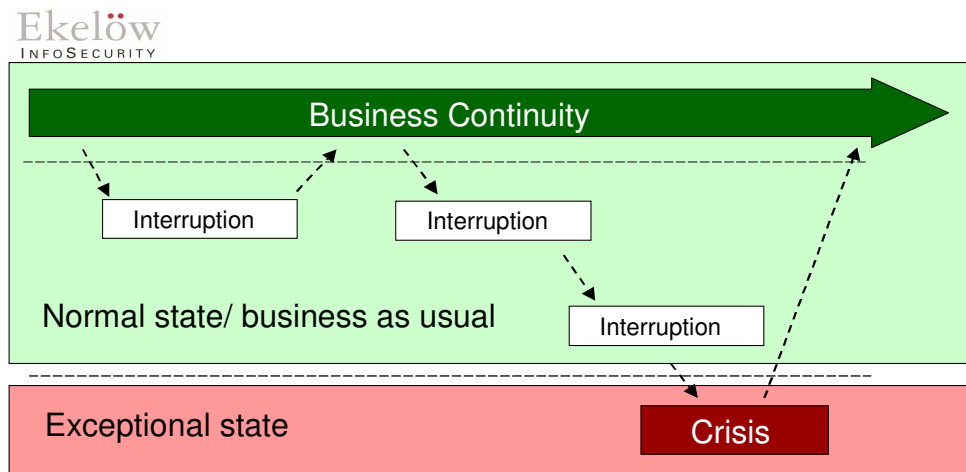 Ekelöw
INFOSECURITY
Business Continuity
Interruption
Interruption
Interruption
Normal state/ business as usual
Exceptional state
Crisis